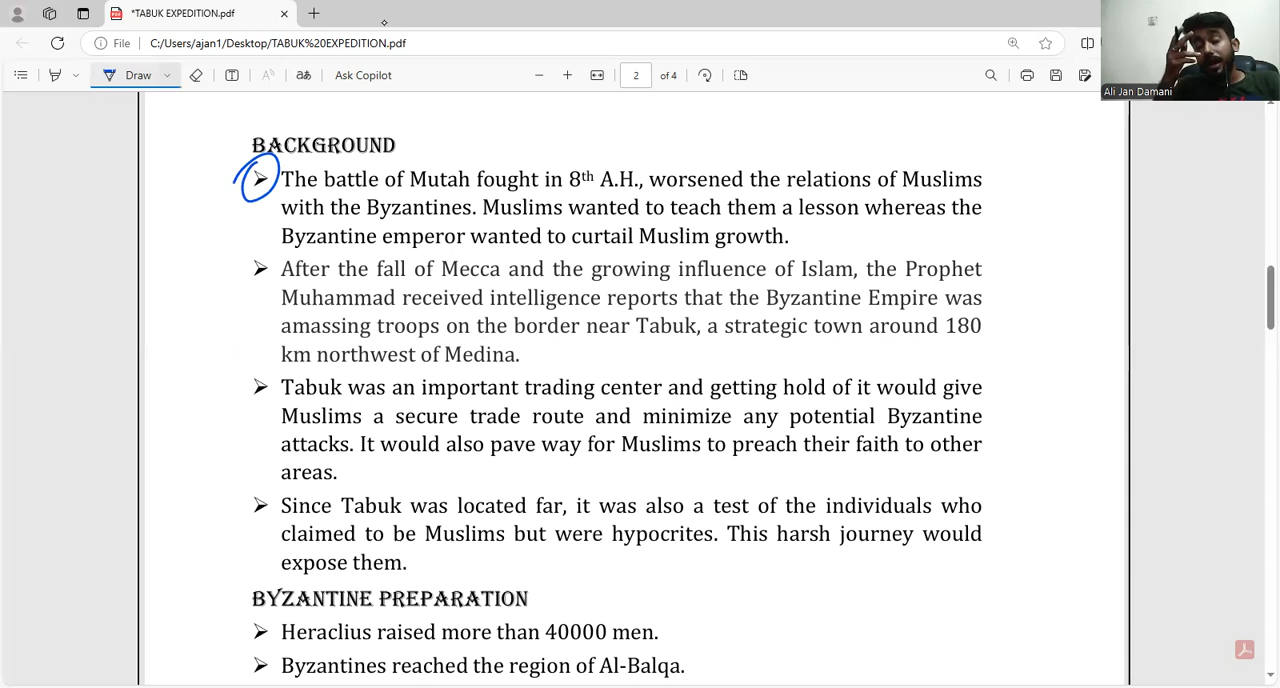 *TABUK EXPEDITION.pdf
File C:/Users/ajan1/Desktop/TABUK%20EXPEDITION.pdf
Draw Ask Copilot 2 of 4
Ali Jan Damani
BACKGROUND
➢ The battle of Mutah fought in 8th A.H., worsened the relations of Muslims
with the Byzantines. Muslims wanted to teach them a lesson whereas the
Byzantine emperor wanted to curtail Muslim growth.
➢ After the fall of Mecca and the growing influence of Islam, the Prophet
Muhammad received intelligence reports that the Byzantine Empire was
amassing troops on the border near Tabuk, a strategic town around 180
km northwest of Medina.
➢ Tabuk was an important trading center and getting hold of it would give
Muslims a secure trade route and minimize any potential Byzantine
attacks. It would also pave way for Muslims to preach their faith to other
areas.
➢ Since Tabuk was located far, it was also a test of the individuals who
claimed to be Muslims but were hypocrites. This harsh journey would
expose them.
BYZANTINE PREPARATION
➢ Heraclius raised more than 40000 men.
➢ Byzantines reached the region of Al-Balqa.